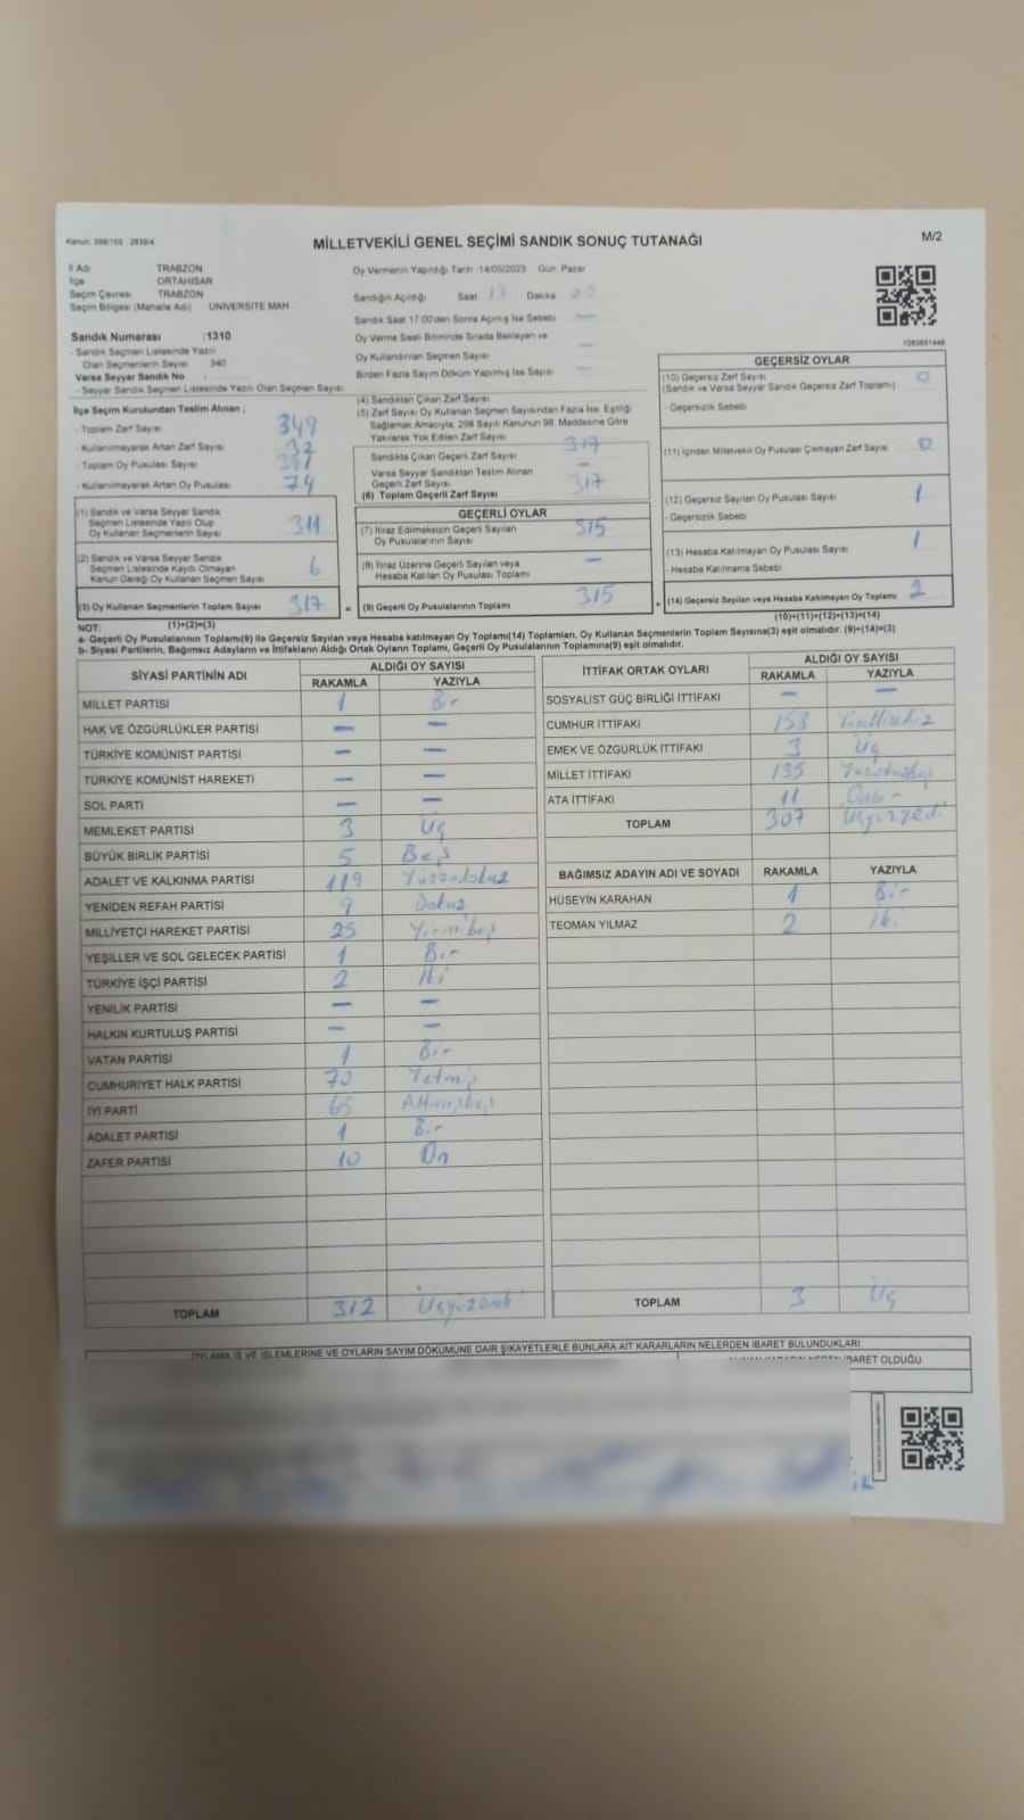 Kanun: 298/105 2839/4
MİLLETVEKİLİ GENEL SEÇİMİ SANDIK SONUÇ TUTANAĞI
M/2
İl Adı TRABZON
İlçe ORTAHİSAR
Seçim Çevresi TRABZON
Seçim Bölgesi (Mahalle Adı) UNIVERSITE MAH.
Sandık Numarası :1310
- Sandık Seçmen Listesinde Yazılı
Olan Seçmenlerin Sayısı 340
Varsa Seyyar Sandık No
- Seyyar Sandık Seçmen Listesinde Yazılı Olan Seçmen Sayısı:
İlçe Seçim Kurulundan Teslim Alınan ;
- Toplam Zarf Sayısı 349
- Kullanılmayarak Artan Zarf Sayısı
- Toplam Oy Pusulası Sayısı
- Kullanılmayarak Artan Oy Pusulası 74
(1) Sandık ve Varsa Seyyar Sandık
Seçmen Listesinde Yazılı Olup
Oy Kullanan Seçmenlerin Sayısı 311
(2) Sandık ve Varsa Seyyar Sandık
Seçmen Listesinde Kaydı Olmayan
Kanun Gereği Oy Kullanan Seçmen Sayısı 6
(3) Oy Kullanan Seçmenlerin Toplam Sayısı 317
Oy Vermenin Yapıldığı Tarih :14/05/2023 Gün: Pazar
Sandığın Açıldığı Saat 17 Dakika
Sandık Saat 17:00'den Sonra Açılmış İse Sebebi —
Oy Verme Saati Bitiminde Sırada Bekleyen ve
Oy Kullandırılan Seçmen Sayısı —
Birden Fazla Sayım Döküm Yapılmış İse Sayısı —
(4) Sandıktan Çıkan Zarf Sayısı
(5) Zarf Sayısı Oy Kullanan Seçmen Sayısından Fazla İse, Eşitliği
Sağlamak Amacıyla, 298 Sayılı Kanunun 98. Maddesine Göre
Yakılarak Yok Edilen Zarf Sayısı
Sandıkta Çıkan Geçerli Zarf Sayısı 317
Varsa Seyyar Sandıktan Teslim Alınan
Geçerli Zarf Sayısı —
(6) Toplam Geçerli Zarf Sayısı 317
GEÇERLİ OYLAR
(7) İtiraz Edilmeksizin Geçerli Sayılan
Oy Pusulalarının Sayısı 315
(8) İtiraz Üzerine Geçerli Sayılan veya
Hesaba Katılan Oy Pusulası Toplamı —
= (9) Geçerli Oy Pusulalarının Toplamı 315
GEÇERSİZ OYLAR
(10) Geçersiz Zarf Sayısı 0
(Sandık ve Varsa Seyyar Sandık Geçersiz Zarf Toplamı)
- Geçersizlik Sebebi
(11) İçinden Milletvekili Oy Pusulası Çıkmayan Zarf Sayısı 0
(12) Geçersiz Sayılan Oy Pusulası Sayısı 1
- Geçersizlik Sebebi
(13) Hesaba Katılmayan Oy Pusulası Sayısı 1
- Hesaba Katılmama Sebebi
+ (14) Geçersiz Sayılan veya Hesaba Katılmayan Oy Toplamı 2
NOT: (1)+(2)=(3)
(10)+(11)+(12)+(13)=(14)
a- Geçerli Oy Pusulalarının Toplamı(9) ile Geçersiz Sayılan veya Hesaba katılmayan Oy Toplamı(14) Toplamları, Oy Kullanan Seçmenlerin Toplam Sayısına(3) eşit olmalıdır. (9)+(14)=(3)
b- Siyasi Partilerin, Bağımsız Adayların ve İttifakların Aldığı Ortak Oyların Toplamı, Geçerli Oy Pusulalarının Toplamına(9) eşit olmalıdır.
SİYASİ PARTİNİN ADI ALDIĞI OY SAYISI
RAKAMLA YAZIYLA
MİLLET PARTİSİ 1 Bir
HAK VE ÖZGÜRLÜKLER PARTİSİ — —
TÜRKİYE KOMÜNİST PARTİSİ — —
TÜRKİYE KOMÜNİST HAREKETİ — —
SOL PARTİ — —
MEMLEKET PARTİSİ 3 Üç
BÜYÜK BİRLİK PARTİSİ 5 Beş
ADALET VE KALKINMA PARTİSİ 119 Yüzondokuz
YENİDEN REFAH PARTİSİ 9 Dokuz
MİLLİYETÇİ HAREKET PARTİSİ 25 Yirmibeş
YEŞİLLER VE SOL GELECEK PARTİSİ 1 Bir
TÜRKİYE İŞÇİ PARTİSİ 2 İki
YENİLİK PARTİSİ — —
HALKIN KURTULUŞ PARTİSİ — —
VATAN PARTİSİ 1 Bir
CUMHURİYET HALK PARTİSİ 70 Yetmiş
İYİ PARTİ 65 Altmışbeş
ADALET PARTİSİ 1 Bir
ZAFER PARTİSİ 10 On
TOPLAM 312
İTTİFAK ORTAK OYLARI ALDIĞI OY SAYISI
RAKAMLA YAZIYLA
SOSYALİST GÜÇ BİRLİĞİ İTTİFAKI — —
CUMHUR İTTİFAKI 158 Yüzellisekiz
EMEK VE ÖZGÜRLÜK İTTİFAKI 3 Üç
MİLLET İTTİFAKI 135 Yüzotuzbeş
ATA İTTİFAKI 11 Onbir
TOPLAM 307 Üçyüzyedi
BAĞIMSIZ ADAYIN ADI VE SOYADI RAKAMLA YAZIYLA
HÜSEYİN KARAHAN 1 Bir
TEOMAN YILMAZ 2 İki
TOPLAM 3 Üç
İŞ VE İŞLEMLERİNE VE OYLARIN SAYIM DÖKÜMÜNE DAİR ŞİKAYETLERLE BUNLARA AİT KARARLARIN NELERDEN İBARET BULUNDUKLARI
İBARET OLDUĞU